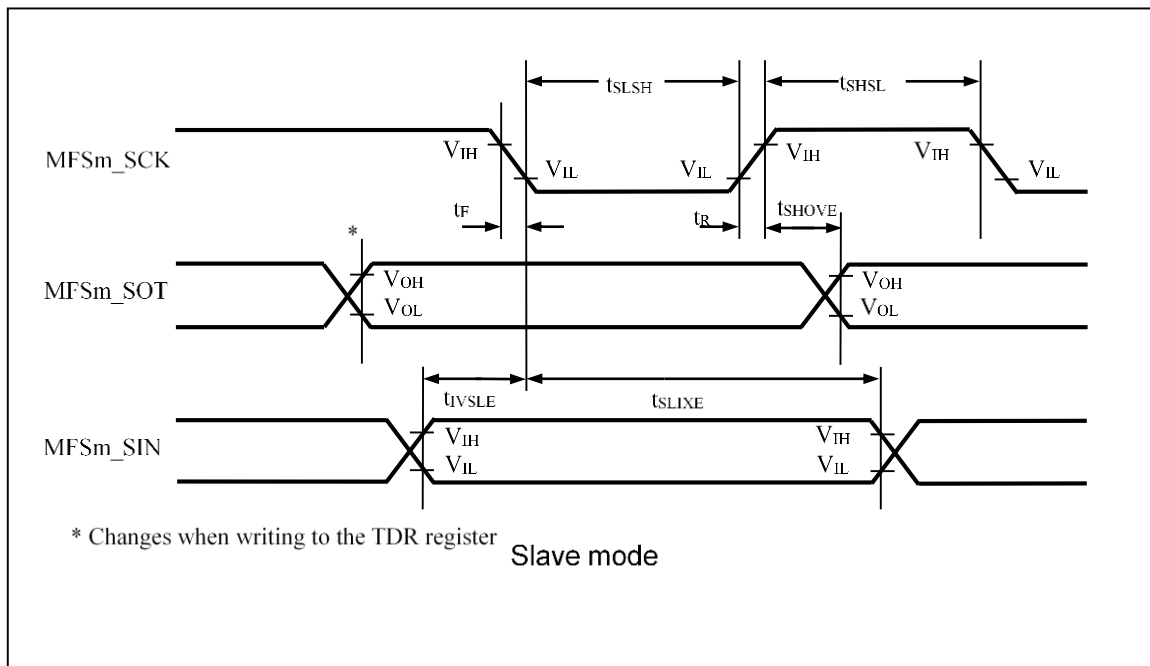 tSLSH
tSHSL
MFSm_SCK
VIH
VIL
VIL
VIH
VIH
VIL
tF
tR
tSHOVE
*
MFSm_SOT
VOH
VOL
VOH
VOL
tIVSLE
tSLIXE
MFSm_SIN
VIH
VIL
VIH
VIL
* Changes when writing to the TDR register
Slave mode